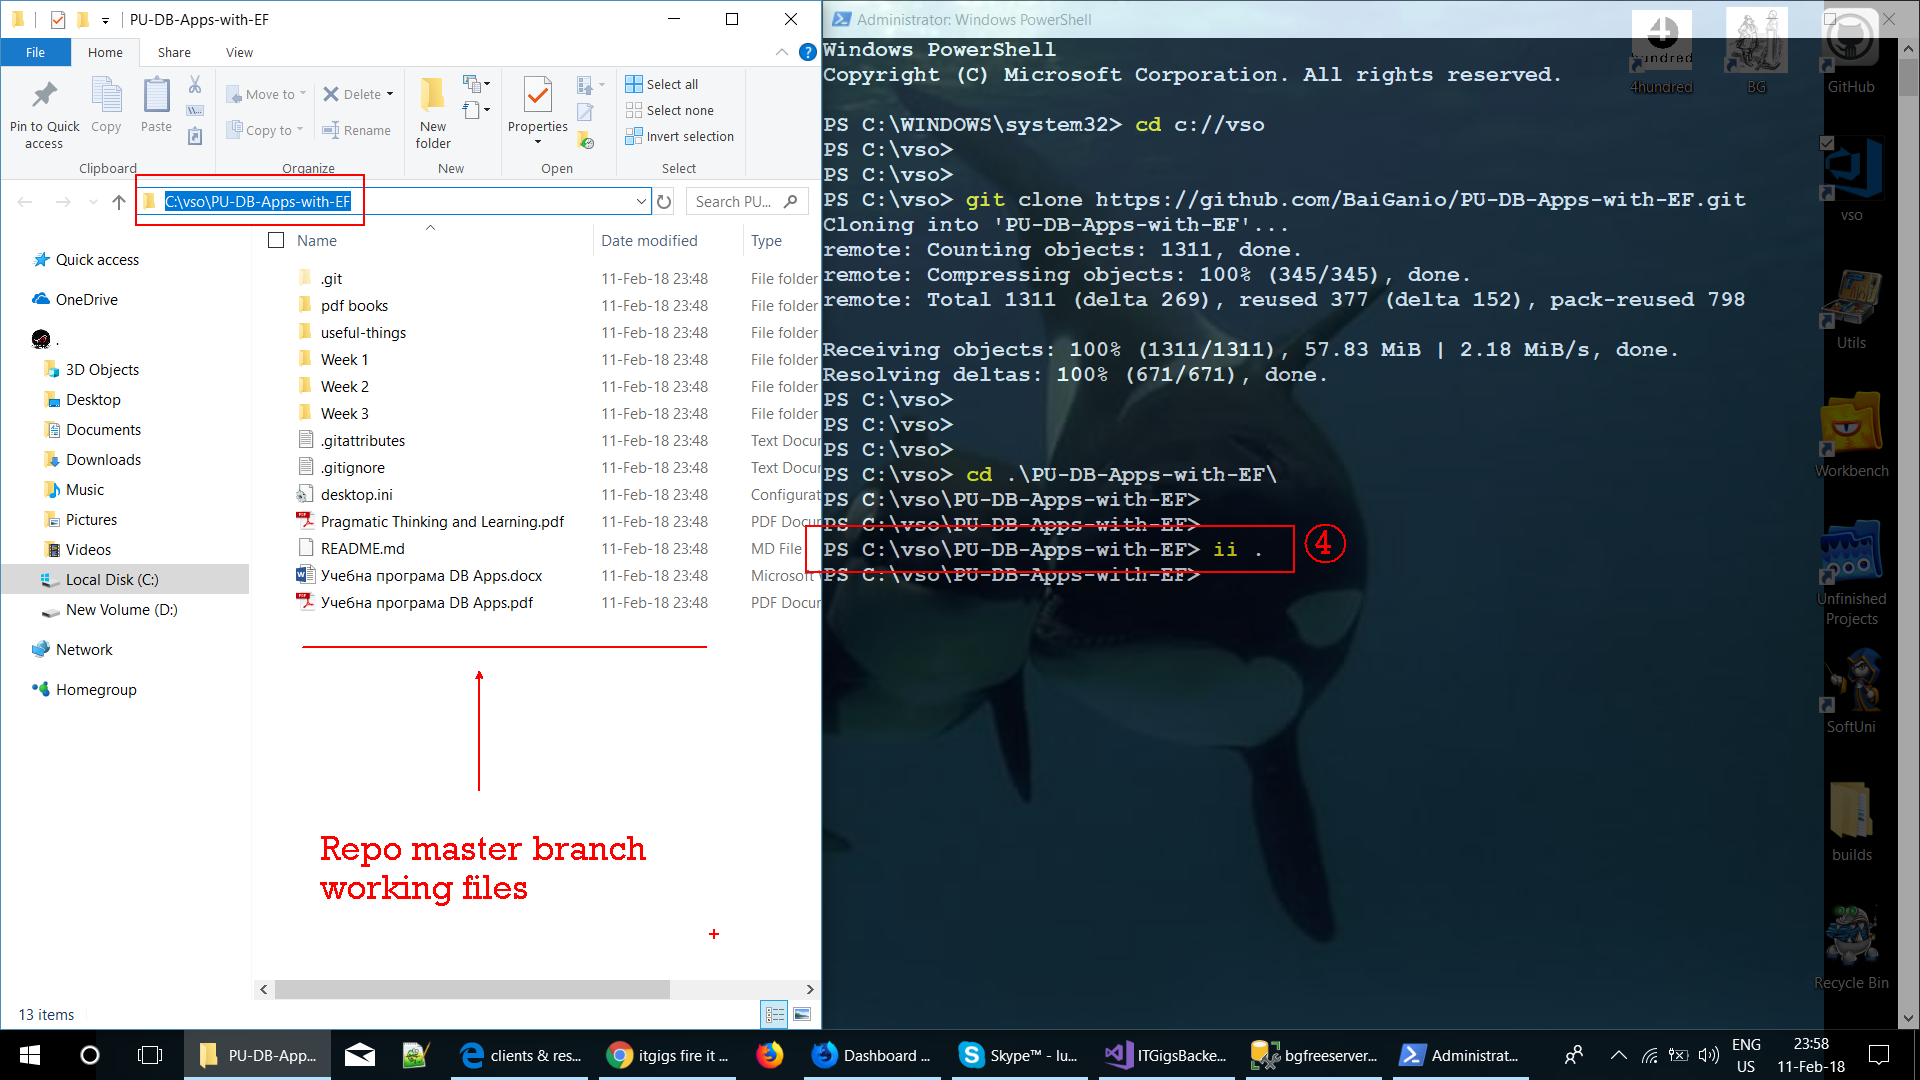 PU-DB-Apps-with-EF
File
Home
Share
View
Pin to Quick access
Copy
Paste
Move to
Copy to
Delete
Rename
New folder
Properties
Select all
Select none
Invert selection
Clipboard
Organize
New
Open
Select
C:\vso\PU-DB-Apps-with-EF
Search PU...
Name
Date modified
Type
Quick access
OneDrive
.
3D Objects
Desktop
Documents
Downloads
Music
Pictures
Videos
Local Disk (C:)
New Volume (D:)
Network
Homegroup
.git 11-Feb-18 23:48 File folder
pdf books 11-Feb-18 23:48 File folder
useful-things 11-Feb-18 23:48 File folder
Week 1 11-Feb-18 23:48 File folder
Week 2 11-Feb-18 23:48 File folder
Week 3 11-Feb-18 23:48 File folder
.gitattributes 11-Feb-18 23:48 Text Docu
.gitignore 11-Feb-18 23:48 Text Docu
desktop.ini 11-Feb-18 23:48 Configurat
Pragmatic Thinking and Learning.pdf 11-Feb-18 23:48 PDF Docu
README.md 11-Feb-18 23:48 MD File
Учебна програма DB Apps.docx 11-Feb-18 23:48 Microsoft
Учебна програма DB Apps.pdf 11-Feb-18 23:48 PDF Docu
Repo master branch
working files
13 items
Administrator: Windows PowerShell
Windows PowerShell
Copyright (C) Microsoft Corporation. All rights reserved.
PS C:\WINDOWS\system32> cd c://vso
PS C:\vso>
PS C:\vso>
PS C:\vso> git clone https://github.com/BaiGanio/PU-DB-Apps-with-EF.git
Cloning into 'PU-DB-Apps-with-EF'...
remote: Counting objects: 1311, done.
remote: Compressing objects: 100% (345/345), done.
remote: Total 1311 (delta 269), reused 377 (delta 152), pack-reused 798
Receiving objects: 100% (1311/1311), 57.83 MiB | 2.18 MiB/s, done.
Resolving deltas: 100% (671/671), done.
PS C:\vso>
PS C:\vso>
PS C:\vso>
PS C:\vso> cd .\PU-DB-Apps-with-EF\
PS C:\vso\PU-DB-Apps-with-EF>
PS C:\vso\PU-DB-Apps-with-EF>
PS C:\vso\PU-DB-Apps-with-EF> ii .
4
PS C:\vso\PU-DB-Apps-with-EF>
4hundred
BG
GitHub
vso
Utils
Workbench
Unfinished Projects
SoftUni
builds
Recycle Bin
PU-DB-App...
clients & res...
itgigs fire it ...
Dashboard ...
Skype™ - lu...
ITGigsBacke...
bgfreeserver...
Administrat...
ENG
US
23:58
11-Feb-18